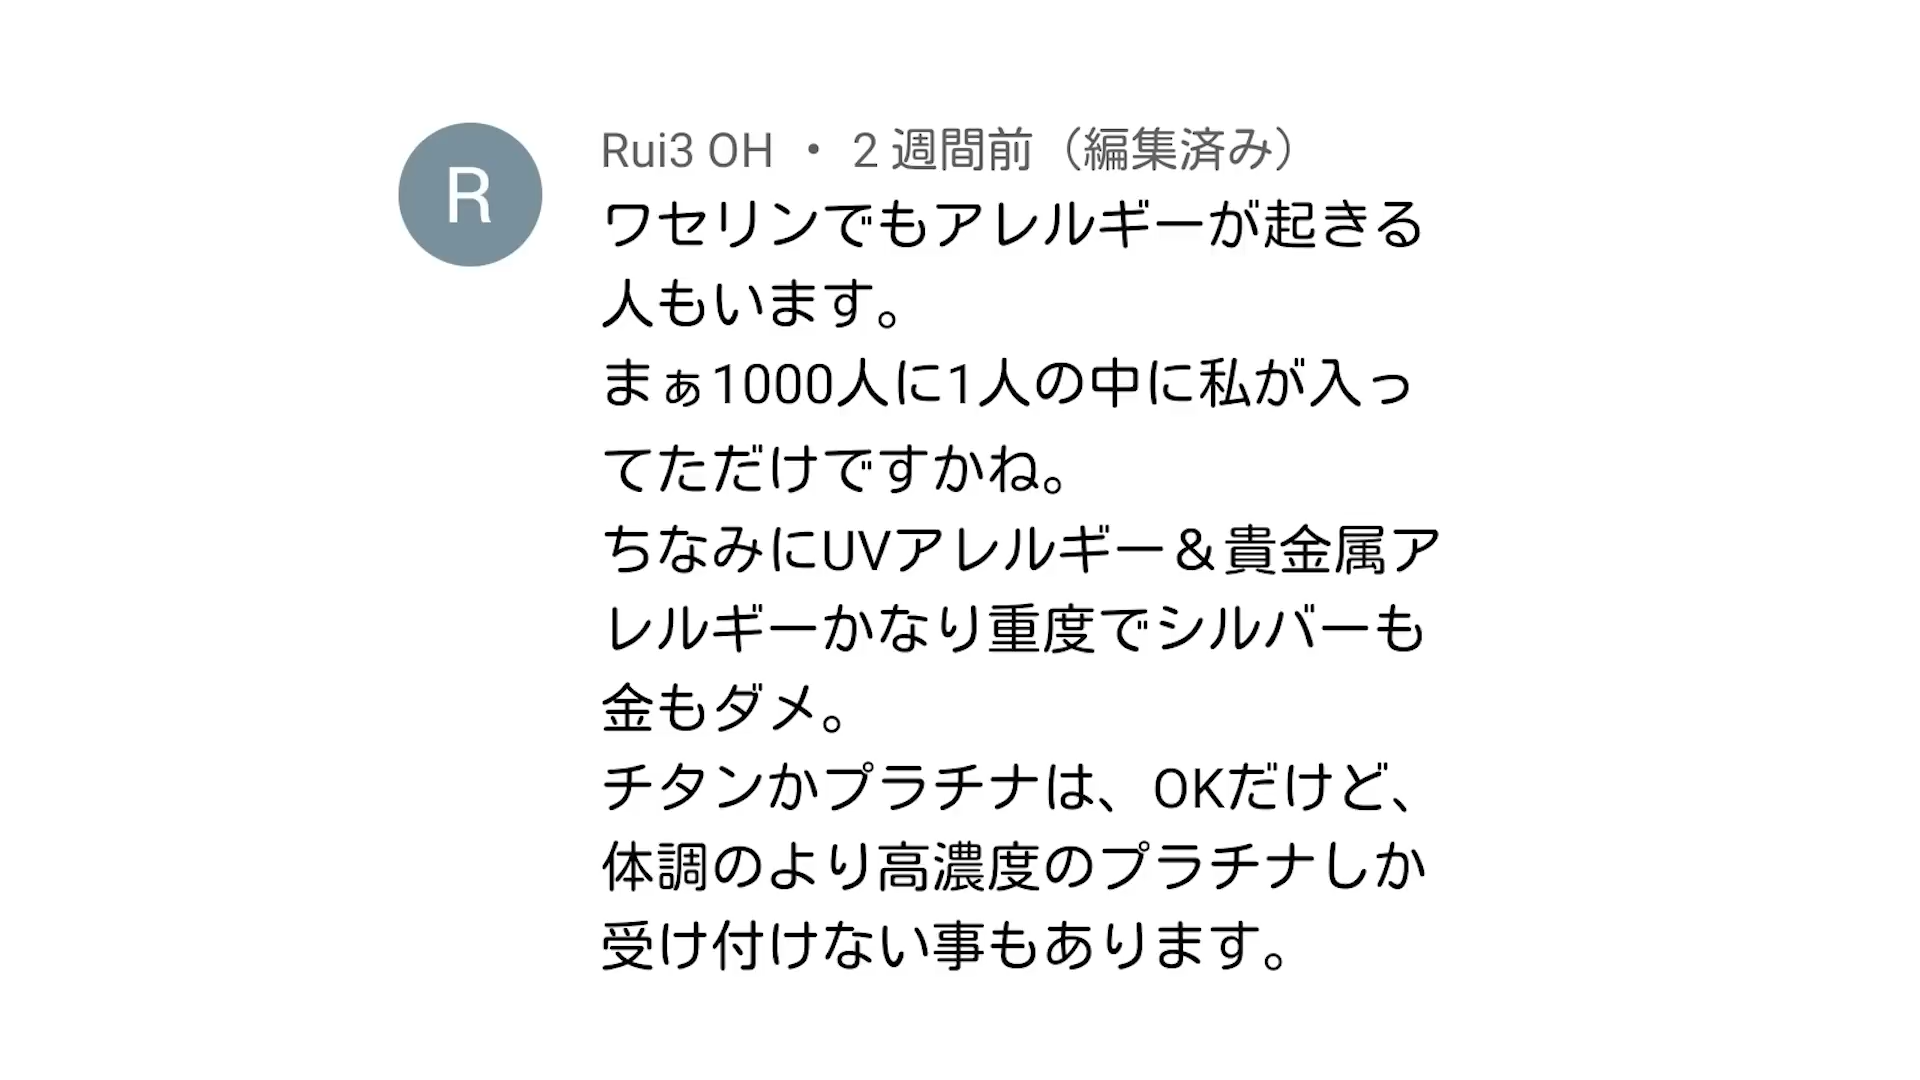 R
Rui3 OH ・ 2 週間前（編集済み）
ワセリンでもアレルギーが起きる
人もいます。
まぁ1000人に1人の中に私が入っ
てただけですかね。
ちなみにUVアレルギー＆貴金属ア
レルギーかなり重度でシルバーも
金もダメ。
チタンかプラチナは、OKだけど、
体調のより高濃度のプラチナしか
受け付けない事もあります。